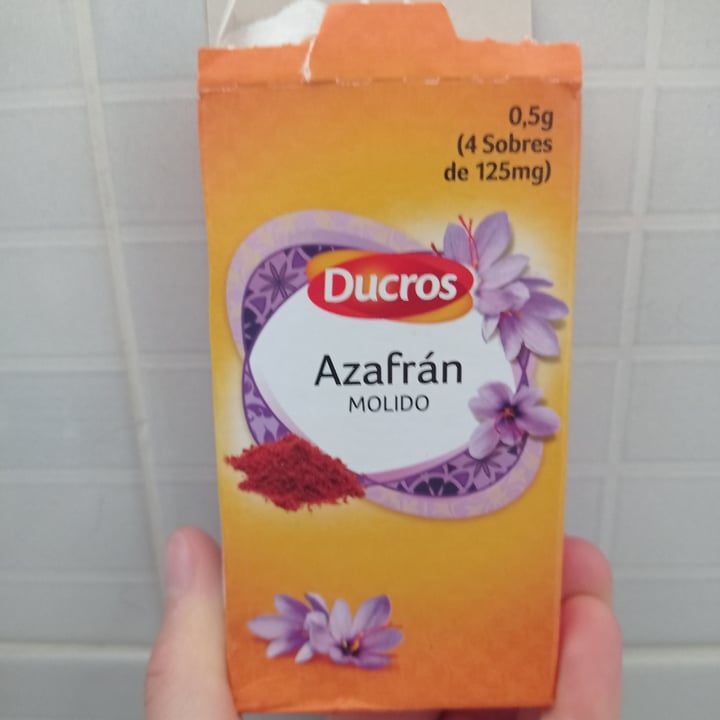 0,5g
(4 Sobres
de 125mg)
Ducros
Azafrán
MOLIDO